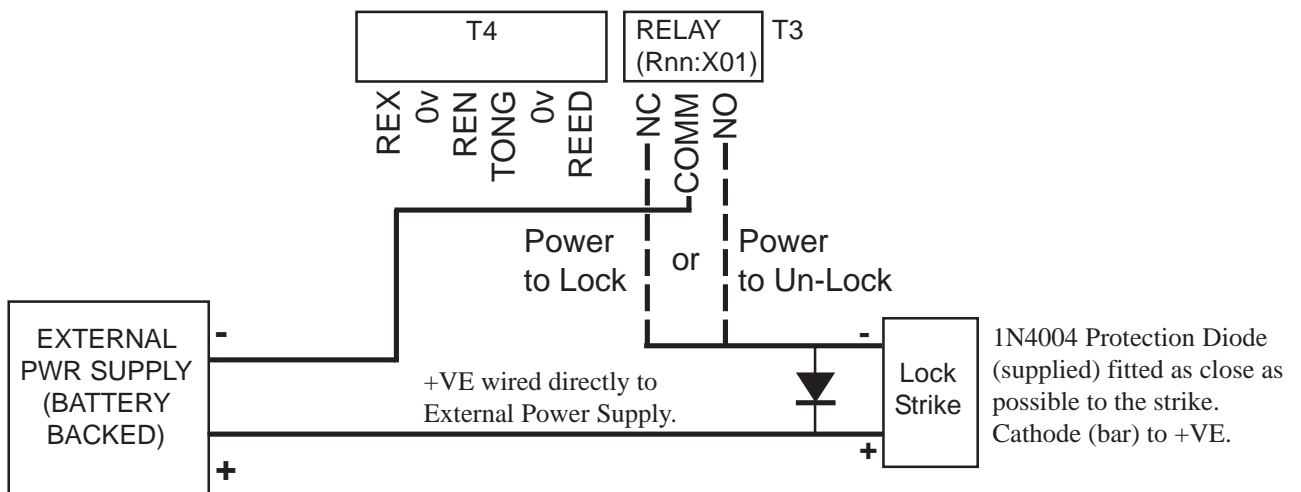 T4
RELAY
(Rnn:X01)
T3
REX
0v
REN
TONG
0v
REED
NC
COMM
NO
Power
to Lock
or
Power
to Un-Lock
EXTERNAL
PWR SUPPLY
(BATTERY
BACKED)
-
+
+VE wired directly to
External Power Supply.
-
+
Lock
Strike
1N4004 Protection Diode
(supplied) fitted as close as
possible to the strike.
Cathode (bar) to +VE.